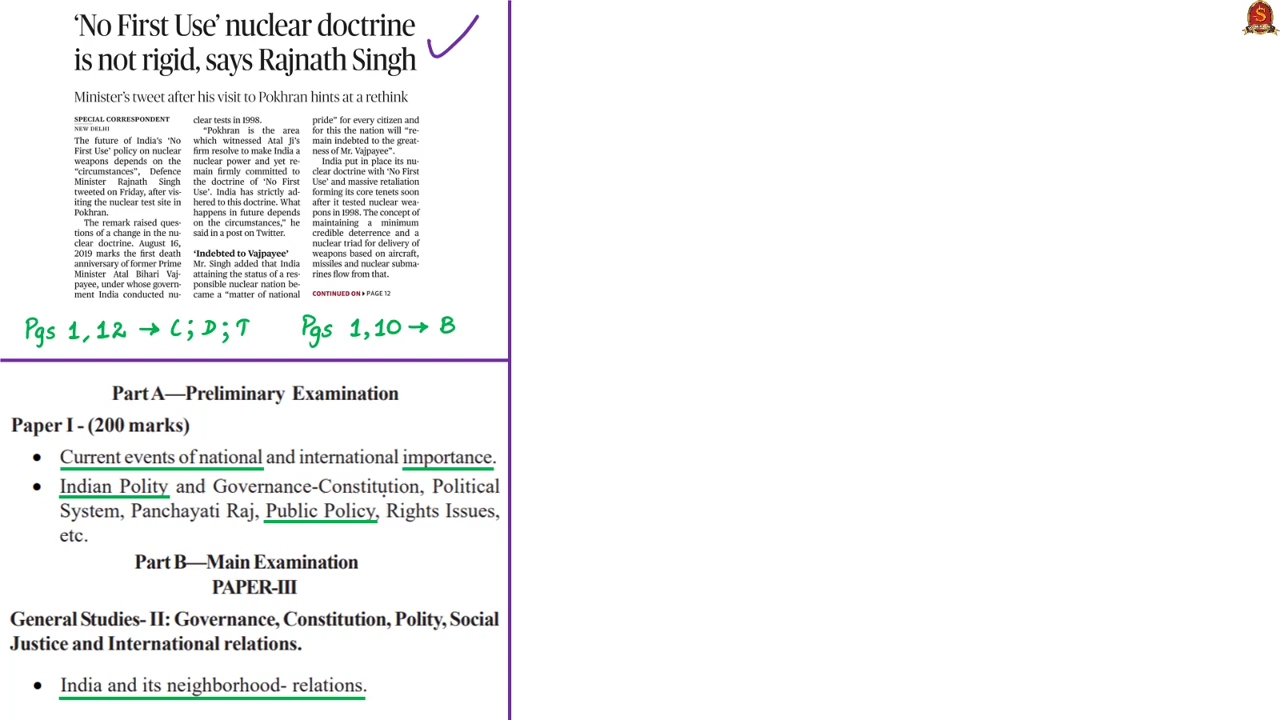 ‘No First Use’ nuclear doctrine
is not rigid, says Rajnath Singh
Minister’s tweet after his visit to Pokhran hints at a rethink
SPECIAL CORRESPONDENT
NEW DELHI
The future of India’s ‘No
First Use’ policy on nuclear
weapons depends on the
“circumstances”, Defence
Minister Rajnath Singh
tweeted on Friday, after vis-
iting the nuclear test site in
Pokhran.
The remark raised ques-
tions of a change in the nu-
clear doctrine. August 16,
2019 marks the first death
anniversary of former Prime
Minister Atal Bihari Vaj-
payee, under whose govern-
ment India conducted nu-
clear tests in 1998.
“Pokhran is the area
which witnessed Atal Ji’s
firm resolve to make India a
nuclear power and yet re-
main firmly committed to
the doctrine of ‘No First
Use’. India has strictly ad-
hered to this doctrine. What
happens in future depends
on the circumstances,” he
said in a post on Twitter.
‘Indebted to Vajpayee’
Mr. Singh added that India
attaining the status of a res-
ponsible nuclear nation be-
came a “matter of national
pride” for every citizen and
for this the nation will “re-
main indebted to the great-
ness of Mr. Vajpayee”.
India put in place its nu-
clear doctrine with ‘No First
Use’ and massive retaliation
forming its core tenets soon
after it tested nuclear wea-
pons in 1998. The concept of
maintaining a minimum
credible deterrence and a
nuclear triad for delivery of
weapons based on aircraft,
missiles and nuclear subma-
rines flow from that.
CONTINUED ON PAGE 12
Pgs 1,12 → C; D; T
Pgs 1,10 → B
Part A—Preliminary Examination
Paper I - (200 marks)
• Current events of national and international importance.
• Indian Polity and Governance-Constitution, Political
System, Panchayati Raj, Public Policy, Rights Issues,
etc.
Part B—Main Examination
PAPER-III
General Studies- II: Governance, Constitution, Polity, Social
Justice and International relations.
• India and its neighborhood- relations.